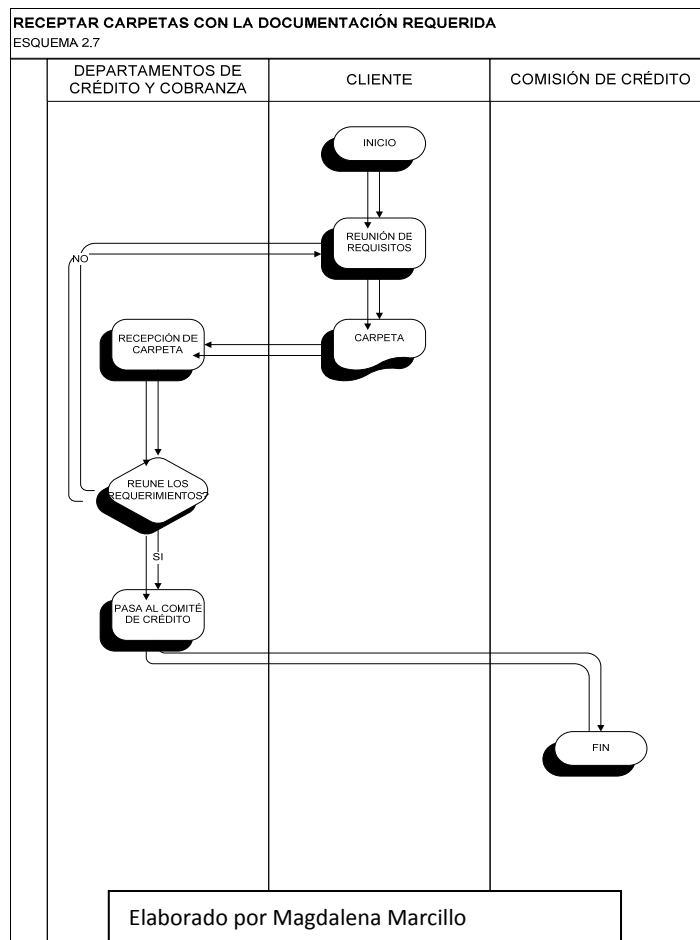 RECEPTAR CARPETAS CON LA DOCUMENTACIÓN REQUERIDA
ESQUEMA 2.7
DEPARTAMENTOS DE
CRÉDITO Y COBRANZA
CLIENTE
COMISIÓN DE CRÉDITO
INICIO
REUNIÓN DE
REQUISITOS
NO
CARPETA
RECEPCIÓN DE
CARPETA
REUNE LOS
REQUERIMIENTOS?
SI
PASA AL COMITÉ
DE CRÉDITO
FIN
Elaborado por Magdalena Marcillo